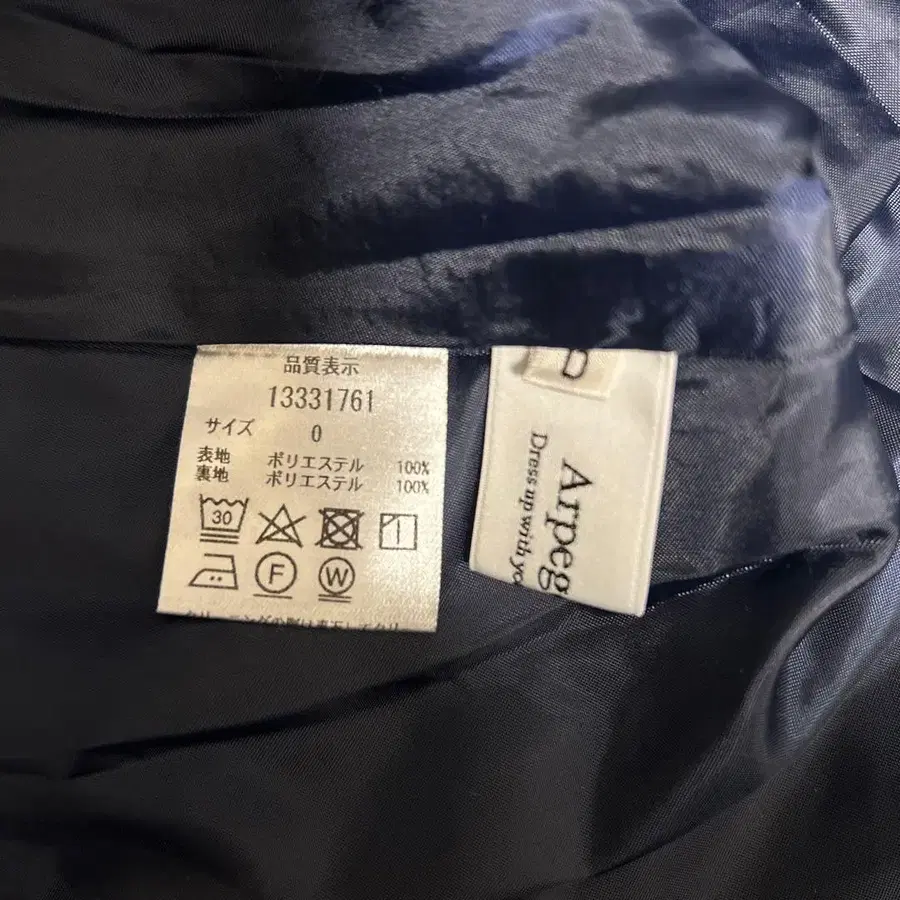 品質表示
13331761
サイズ 0
表地 ポリエステル 100%
裏地 ポリエステル 100%
30
F W
Arpeg
Dress up with yo